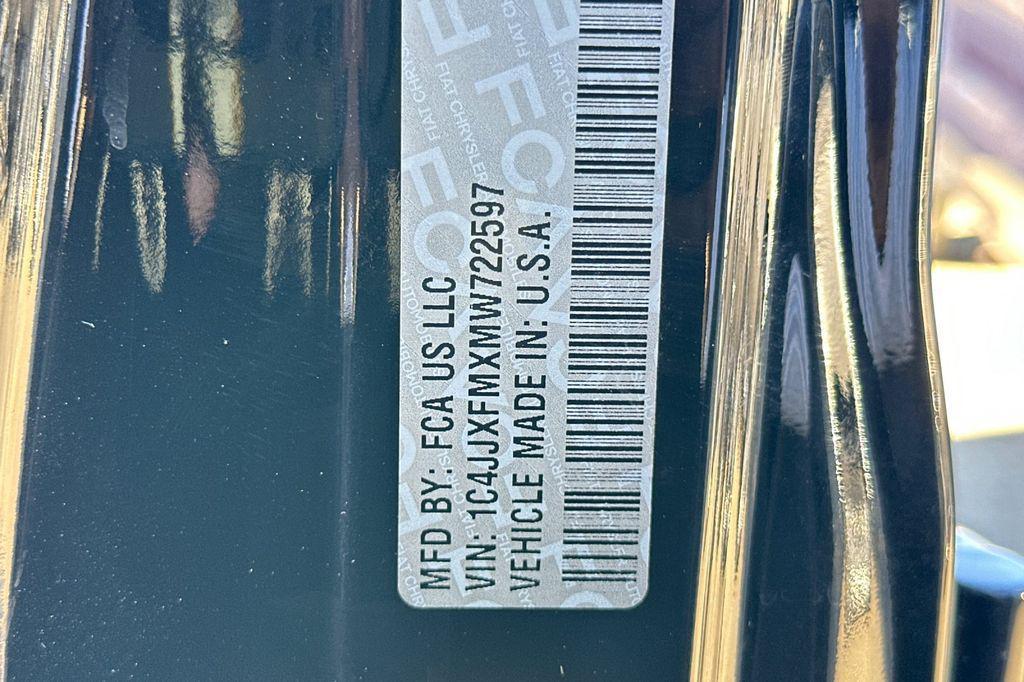 MFD BY: FCA US LLC
VIN: 1C4JJXFMXMW722597
VEHICLE MADE IN: U.S.A.